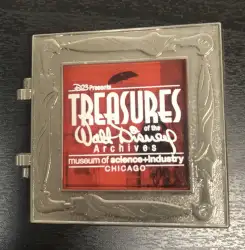 D23 Presents
TREASURES
of the
Walt Disney
Archives
museum of science+industry
CHICAGO